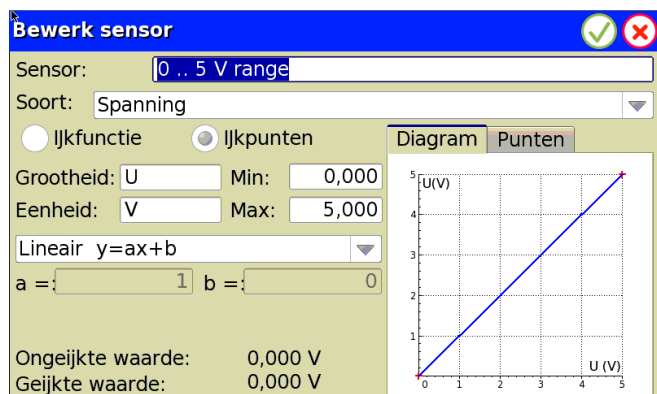 Bewerk sensor
Sensor: 0 .. 5 V range
Soort: Spanning
IJkfunctie IJkpunten
Diagram Punten
Grootheid: U Min: 0,000
Eenheid: V Max: 5,000
Lineair y=ax+b
a =: 1 b =: 0
Ongeijkte waarde: 0,000 V
Geijkte waarde: 0,000 V
U(V)
5
4
3
2
1
U (V)
0 1 2 3 4 5